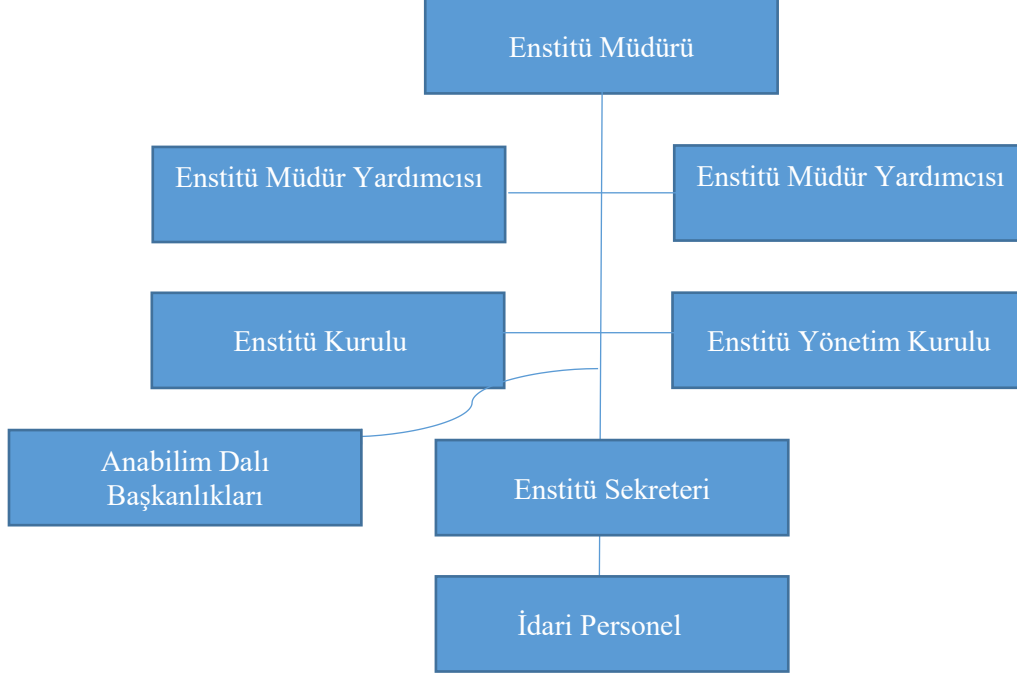 Enstitü Müdürü
Enstitü Müdür Yardımcısı
Enstitü Müdür Yardımcısı
Enstitü Kurulu
Enstitü Yönetim Kurulu
Anabilim Dalı
Başkanlıkları
Enstitü Sekreteri
İdari Personel